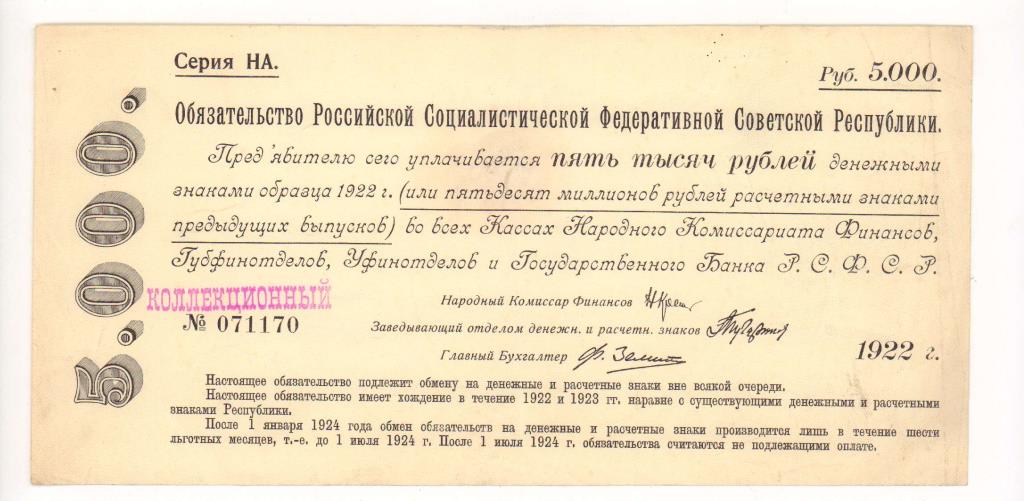 Серия НА.
Руб. 5.000.
Обязательство Российской Социалистической Федеративной Советской Республики.
Пред'явителю сего уплачивается пять тысяч рублей денежными
знаками образца 1922 г. (или пятьдесят миллионов рублей расчетными знаками
предыдущих выпусков) во всех Кассах Народного Комиссариата Финансов,
Губфинотделов, Уфинотделов и Государственного Банка Р. С. Ф. С. Р.
5.000.
КОЛЛЕКЦИОННЫЙ
№ 071170
Народный Комиссар Финансов
Заведывающий отделом денежн. и расчетн. знаков
Главный Бухгалтер
1922 г.
Настоящее обязательство подлежит обмену на денежные и расчетные знаки вне всякой очереди.
Настоящее обязательство имеет хождение в течение 1922 и 1923 гг. наравне с существующими денежными и расчетными
знаками Республики.
После 1 января 1924 года обмен обязательств на денежные и расчетные знаки производится лишь в течение шести
льготных месяцев, т.-е. до 1 июля 1924 г. После 1 июля 1924 г. обязательства считаются не подлежащими оплате.